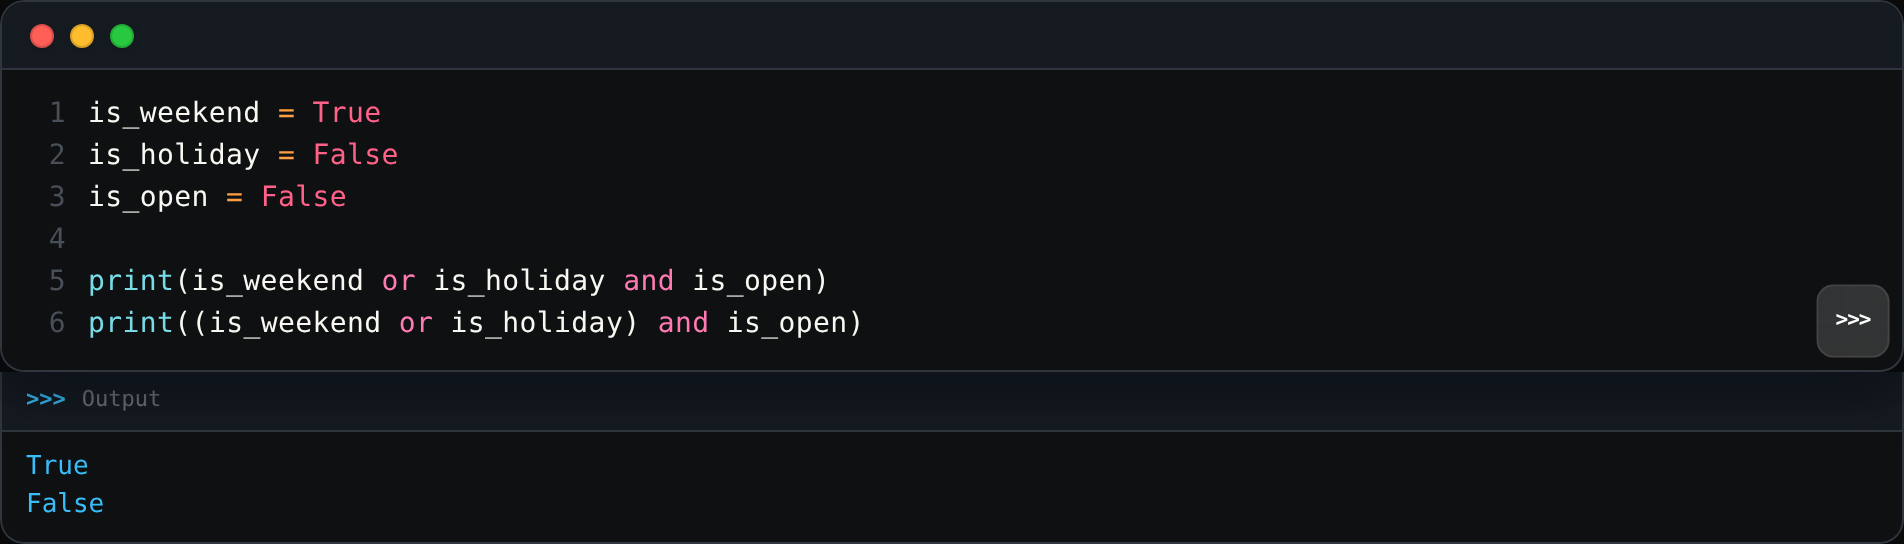 1 is_weekend = True
2 is_holiday = False
3 is_open = False
4
5 print(is_weekend or is_holiday and is_open)
6 print((is_weekend or is_holiday) and is_open)
>>>
>>> Output
True
False